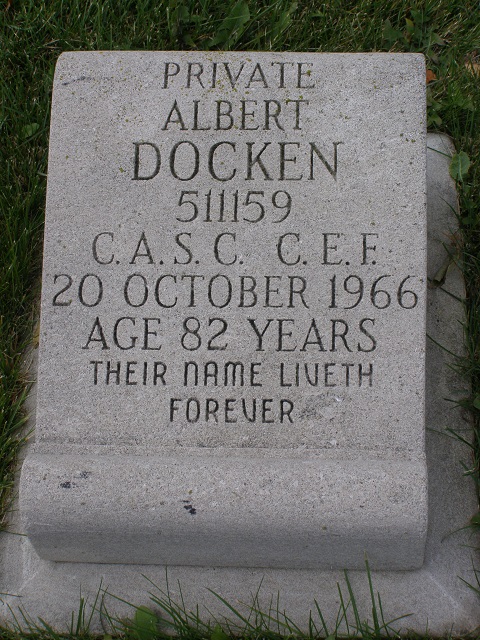 PRIVATE
ALBERT
DOCKEN
511159
C.A.S.C. C.E.F.
20 OCTOBER 1966
AGE 82 YEARS
THEIR NAME LIVETH
FOREVER